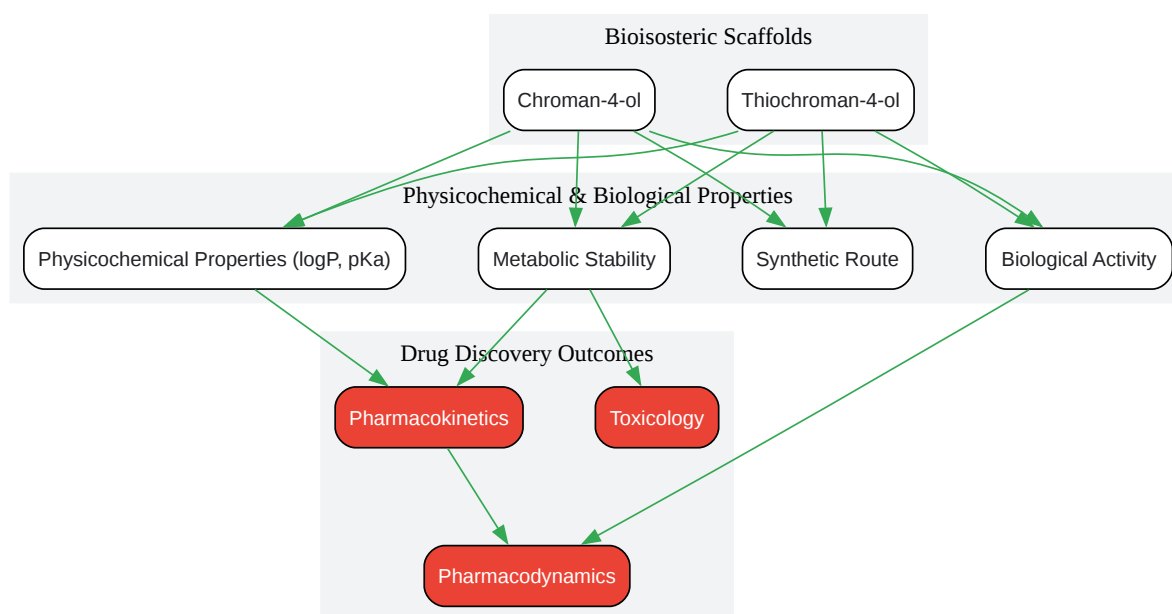 Bioisosteric Scaffolds
Chroman-4-ol
Thiochroman-4-ol
Physicochemical & Biological Properties
Physicochemical Properties (logP, pKa)
Metabolic Stability
Synthetic Route
Biological Activity
Drug Discovery Outcomes
Pharmacokinetics
Toxicology
Pharmacodynamics